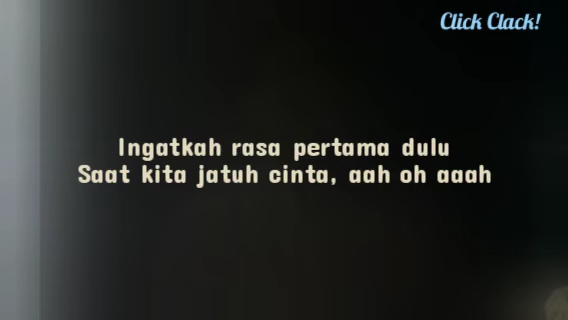 Click Clack!
Ingatkah rasa pertama dulu
Saat kita jatuh cinta, aah oh aaah